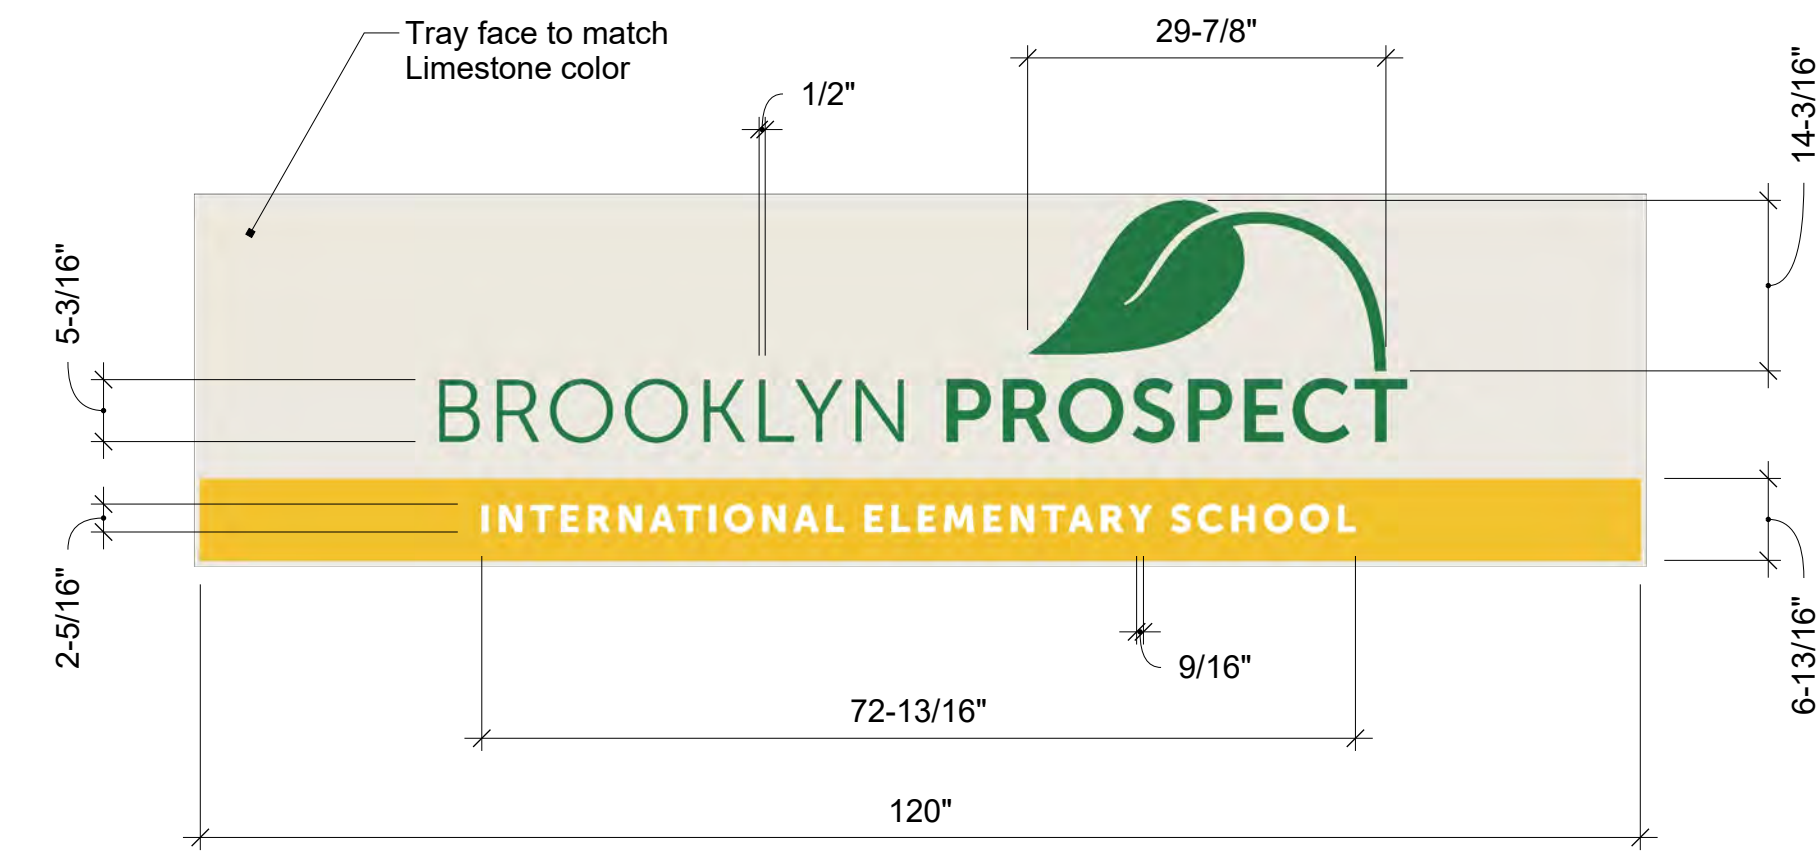 Tray face to match
Limestone color
29-7/8"
1/2"
14-3/16"
5-3/16"
BROOKLYN PROSPECT
INTERNATIONAL ELEMENTARY SCHOOL
2-5/16"
6-13/16"
9/16"
72-13/16"
120"